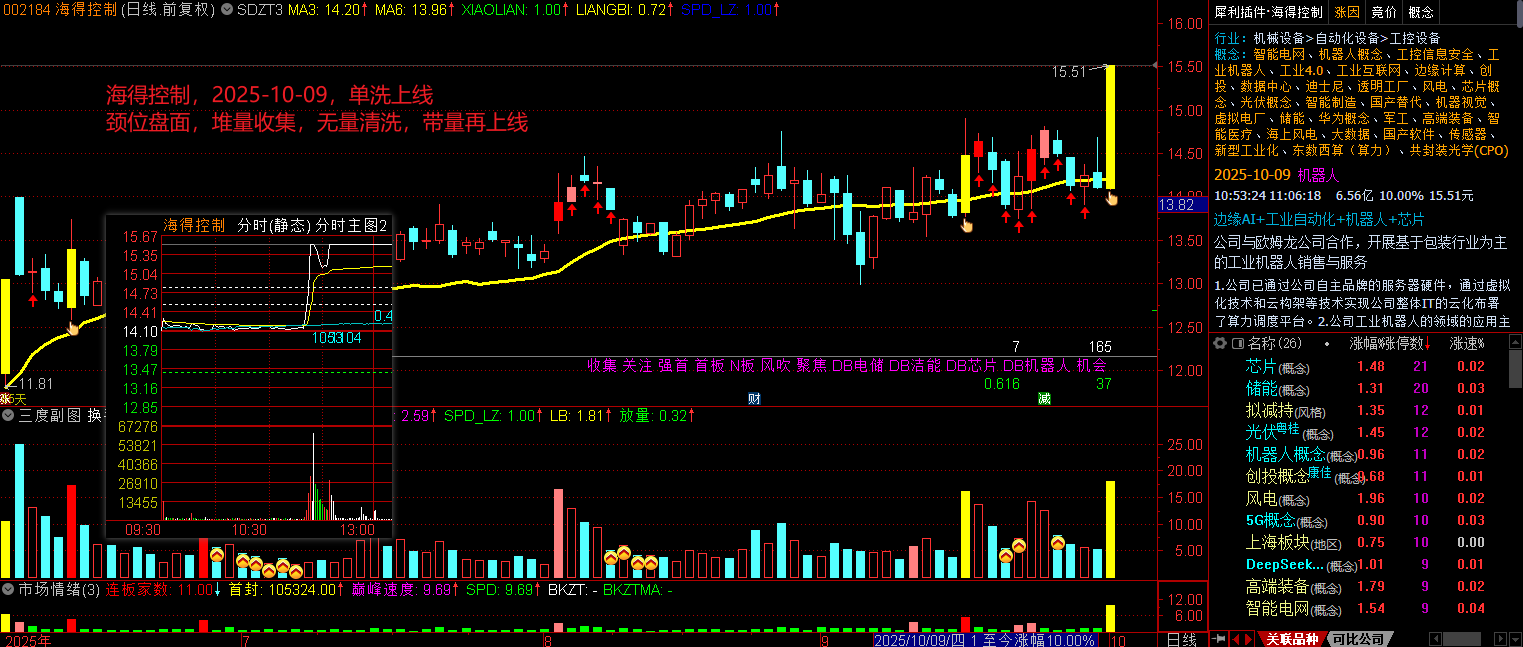 002184 海得控制(日线.前复权) SDZT3 MA3: 14.20↑ MA6: 13.96↑ XIAOLIAN: 1.00↑ LIANGBI: 0.72↑ SPD_LZ 1.00↑
海得控制，2025-10-09，单洗上线
颈位盘面，堆量收集，无量清洗，带量再上线
15.51
16.00
15.50
15.00
14.50
14.00
13.82
13.50
13.00
12.50
12.00
←11.81
海得控制 分时(静态) 分时主图2
15.67
15.35
15.04
14.73
14.41
14.10
13.79
13.47
13.16
12.85
67276
53821
40366
26910
13455
0.4
09:30 10:30 13:00
7 165
收集 关注 强首 首板 N板 风吹 聚焦 DB电储 DB洁能 DB芯片 DB机器人 机会
0.616 37
财 减
三度副图 换手 2.59↑ SPD_LZ: 1.00↑ LB: 1.81↑ 放量: 0.32↑
25.00
20.00
15.00
10.00
5.00
市场情绪(3) 连板家数: 11.00↓ 首封: 105324.00↑ 巅峰速度: 9.69↑ SPD: 9.69↑ BKZT: - BKZTMA: -
12.00
6.00
2025年 7 8 9 2025/10/09/四 1 至今涨幅10.00% 10 日线
犀利插件·海得控制 涨因 竞价 概念
行业: 机械设备>自动化设备>工控设备
概念: 智能电网、机器人概念、工控信息安全、工
业机器人、工业4.0、工业互联网、边缘计算、创
投、数据中心、迪士尼、透明工厂、风电、芯片概
念、光伏概念、智能制造、国产替代、机器视觉、
虚拟电厂、储能、华为概念、军工、高端装备、智
能医疗、海上风电、大数据、国产软件、传感器、
新型工业化、东数西算（算力）、共封装光学(CPO)
2025-10-09 机器人
10:53:24 11:06:18 6.56亿 10.00% 15.51元
边缘AI+工业自动化+机器人+芯片
公司与欧姆龙公司合作，开展基于包装行业为主
的工业机器人销售与服务
1.公司已通过公司自主品牌的服务器硬件，通过虚拟
化技术和云构架等技术实现公司整体IT的云化布署
了算力调度平台。2.公司工业机器人的领域的应用主
名称(26) • 涨幅%涨停数↓ 涨速%
芯片(概念) 1.48 21 0.02
储能(概念) 1.31 20 0.03
拟减持(风格) 1.35 12 0.01
光伏粤桂(概念) 1.45 12 0.02
机器人概念(概念) 0.96 11 0.02
创投概念康佳(概念) 0.68 11 0.01
风电(概念) 1.96 10 0.02
5G概念(概念) 0.90 10 0.03
上海板块(地区) 0.75 10 0.00
DeepSeek...(概念) 1.01 9 0.01
高端装备(概念) 1.79 9 0.02
智能电网(概念) 1.54 9 0.04
关联品种 可比公司